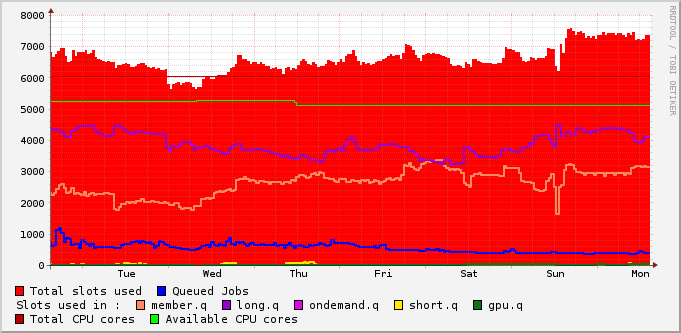 RRDTOOL / TOBI OETIKER
8000
7000
6000
5000
4000
3000
2000
1000
0
Tue Wed Thu Fri Sat Sun Mon
Total slots used Queued Jobs
Slots used in : member.q long.q ondemand.q short.q gpu.q
Total CPU cores Available CPU cores